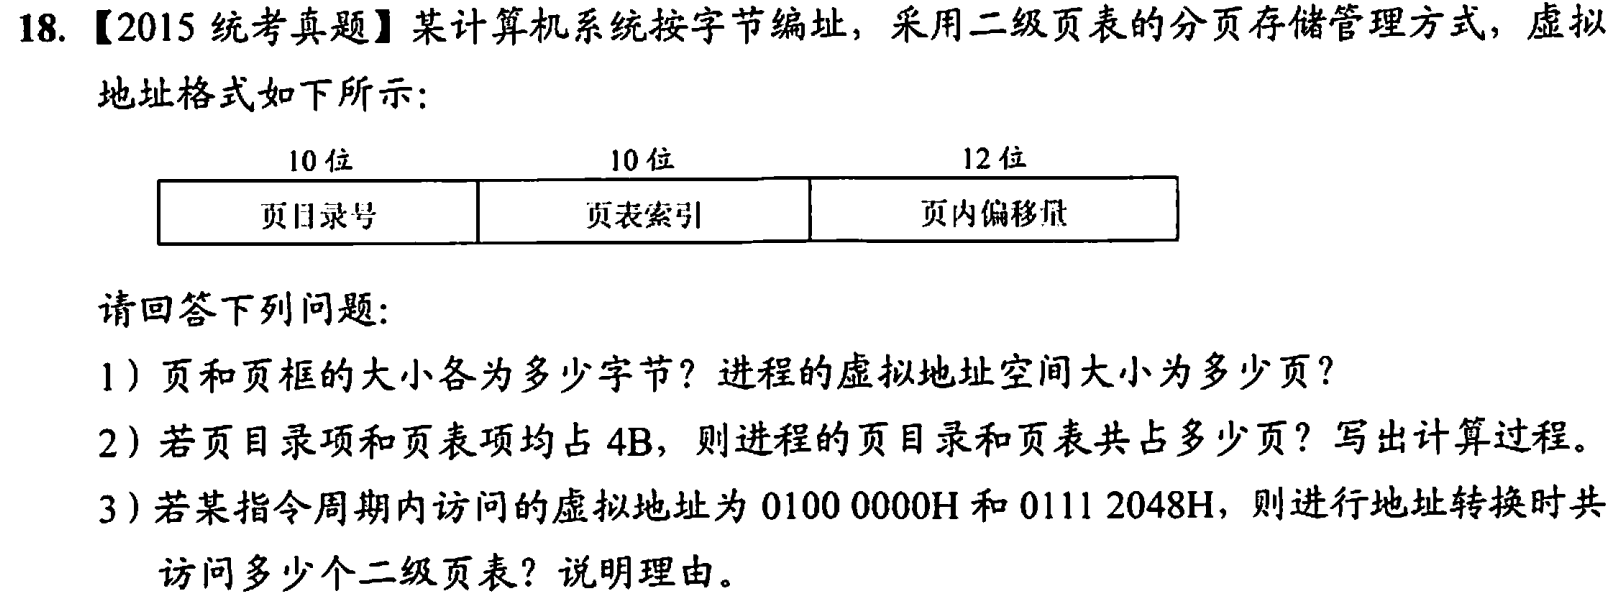 18. 【2015 统考真题】某计算机系统按字节编址，采用二级页表的分页存储管理方式，虚拟
地址格式如下所示：
10 位 10 位 12 位
页目录号 页表索引 页内偏移量
请回答下列问题：
1）页和页框的大小各为多少字节？进程的虚拟地址空间大小为多少页？
2）若页目录项和页表项均占 4B，则进程的页目录和页表共占多少页？写出计算过程。
3）若某指令周期内访问的虚拟地址为 0100 0000H 和 0111 2048H，则进行地址转换时共
访问多少个二级页表？说明理由。